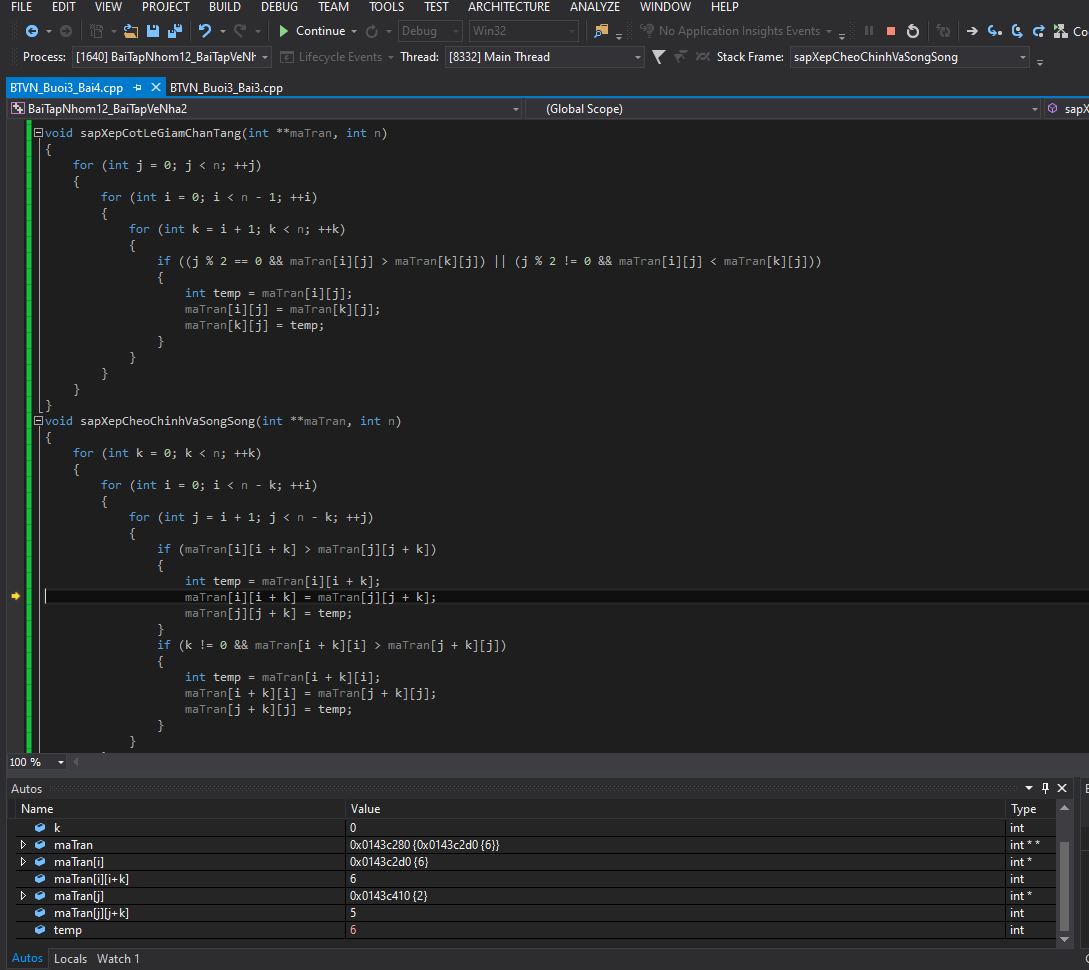 FILE EDIT VIEW PROJECT BUILD DEBUG TEAM TOOLS TEST ARCHITECTURE ANALYZE WINDOW HELP
Continue Debug Win32 No Application Insights Events Co
Process: [1640] BaiTapNhom12_BaiTapVeNh Lifecycle Events Thread: [8332] Main Thread Stack Frame: sapXepCheoChinhVaSongSong
BTVN_Buoi3_Bai4.cpp BTVN_Buoi3_Bai3.cpp
BaiTapNhom12_BaiTapVeNha2 (Global Scope) sapX
void sapXepCotLeGiamChanTang(int **maTran, int n)
{
for (int j = 0; j < n; ++j)
{
for (int i = 0; i < n - 1; ++i)
{
for (int k = i + 1; k < n; ++k)
{
if ((j % 2 == 0 && maTran[i][j] > maTran[k][j]) || (j % 2 != 0 && maTran[i][j] < maTran[k][j]))
{
int temp = maTran[i][j];
maTran[i][j] = maTran[k][j];
maTran[k][j] = temp;
}
}
}
}
}
void sapXepCheoChinhVaSongSong(int **maTran, int n)
{
for (int k = 0; k < n; ++k)
{
for (int i = 0; i < n - k; ++i)
{
for (int j = i + 1; j < n - k; ++j)
{
if (maTran[i][i + k] > maTran[j][j + k])
{
int temp = maTran[i][i + k];
maTran[i][i + k] = maTran[j][j + k];
maTran[j][j + k] = temp;
}
if (k != 0 && maTran[i + k][i] > maTran[j + k][j])
{
int temp = maTran[i + k][i];
maTran[i + k][i] = maTran[j + k][j];
maTran[j + k][j] = temp;
}
}
100 %
Autos
Name Value Type
k 0 int
maTran 0x0143c280 {0x0143c2d0 {6}} int * *
maTran[i] 0x0143c2d0 {6} int *
maTran[i][i+k] 6 int
maTran[j] 0x0143c410 {2} int *
maTran[j][j+k] 5 int
temp 6 int
Autos Locals Watch 1